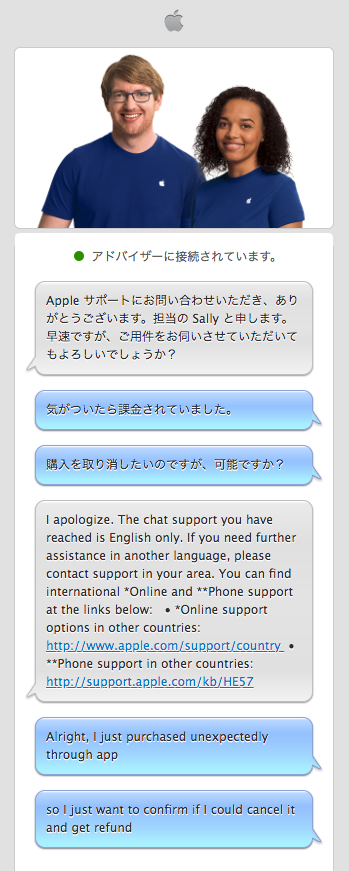 アドバイザーに接続されています。
Apple サポートにお問い合わせいただき、あり
がとうございます。担当の Sally と申します。
早速ですが、ご用件をお伺いさせていただいて
もよろしいでしょうか？
気がついたら課金されていました。
購入を取り消したいのですが、可能ですか？
I apologize. The chat support you have
reached is English only. If you need further
assistance in another language, please
contact support in your area. You can find
international *Online and **Phone support
at the links below:   • *Online support
options in other countries:
http://www.apple.com/support/country  •
**Phone support in other countries:
http://support.apple.com/kb/HE57
Alright, I just purchased unexpectedly
through app
so I just want to confirm if I could cancel it
and get refund